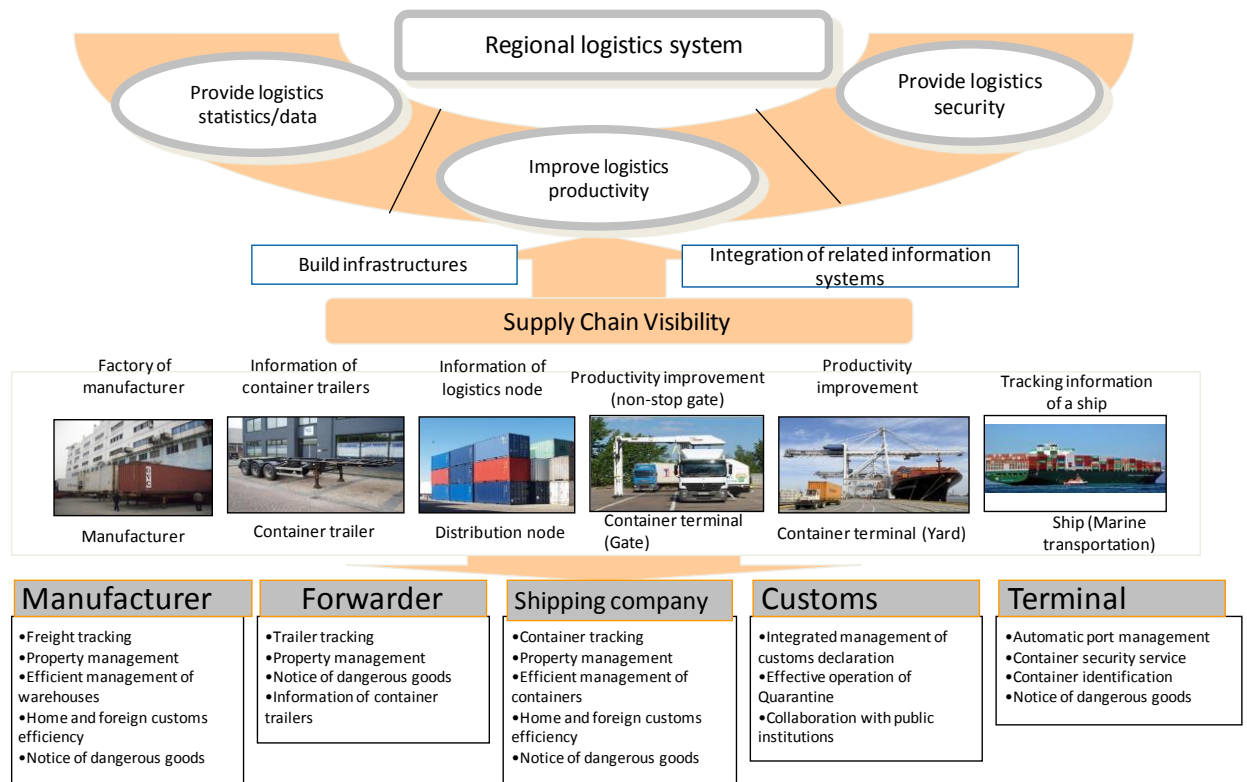 Regional logistics system
Provide logistics
statistics/data
Provide logistics
security
Improve logistics
productivity
Build infrastructures
Integration of related information
systems
Supply Chain Visibility
Factory of
manufacturer
Information of
container trailers
Information of
logistics node
Productivity improvement
(non-stop gate)
Productivity
improvement
Tracking information
of a ship
Manufacturer
Container trailer
Distribution node
Container terminal
(Gate)
Container terminal (Yard)
Ship (Marine
transportation)
Manufacturer
•Freight tracking
•Property management
•Efficient management of
warehouses
•Home and foreign customs
efficiency
•Notice of dangerous goods
Forwarder
•Trailer tracking
•Property management
•Notice of dangerous goods
•Information of container
trailers
Shipping company
•Container tracking
•Property management
•Efficient management of
containers
•Home and foreign customs
efficiency
•Notice of dangerous goods
Customs
•Integrated management of
customs declaration
•Effective operation of
Quarantine
•Collaboration with public
institutions
Terminal
•Automatic port management
•Container security service
•Container identification
•Notice of dangerous goods